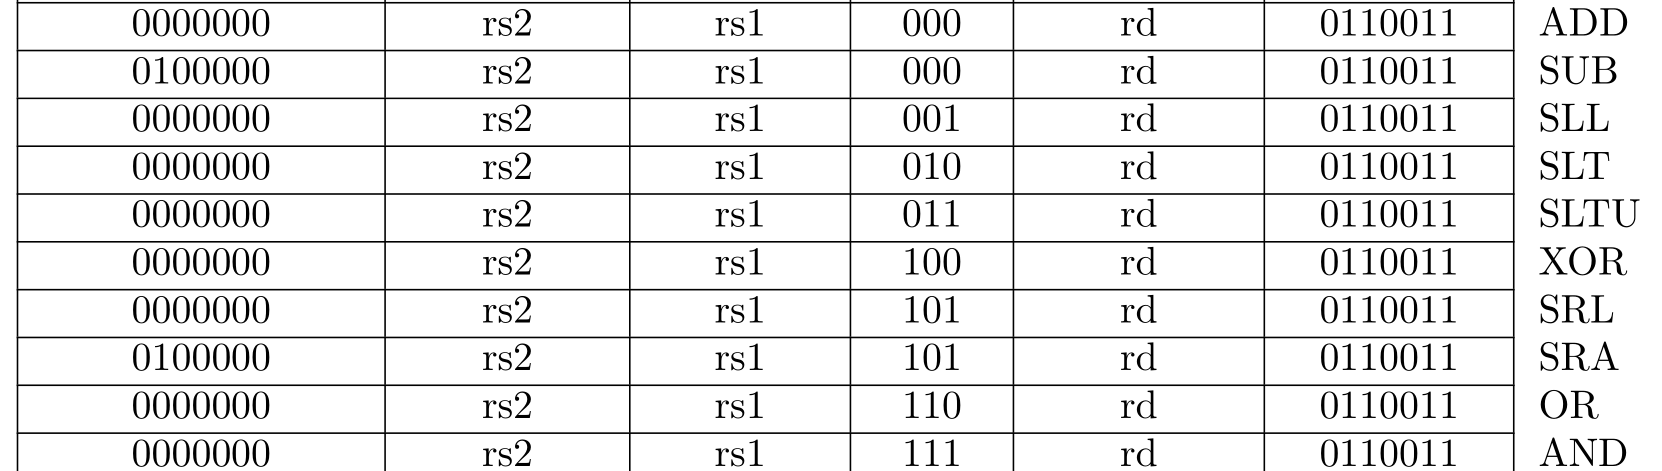 0000000 rs2 rs1 000 rd 0110011 ADD
0100000 rs2 rs1 000 rd 0110011 SUB
0000000 rs2 rs1 001 rd 0110011 SLL
0000000 rs2 rs1 010 rd 0110011 SLT
0000000 rs2 rs1 011 rd 0110011 SLTU
0000000 rs2 rs1 100 rd 0110011 XOR
0000000 rs2 rs1 101 rd 0110011 SRL
0100000 rs2 rs1 101 rd 0110011 SRA
0000000 rs2 rs1 110 rd 0110011 OR
0000000 rs2 rs1 111 rd 0110011 AND